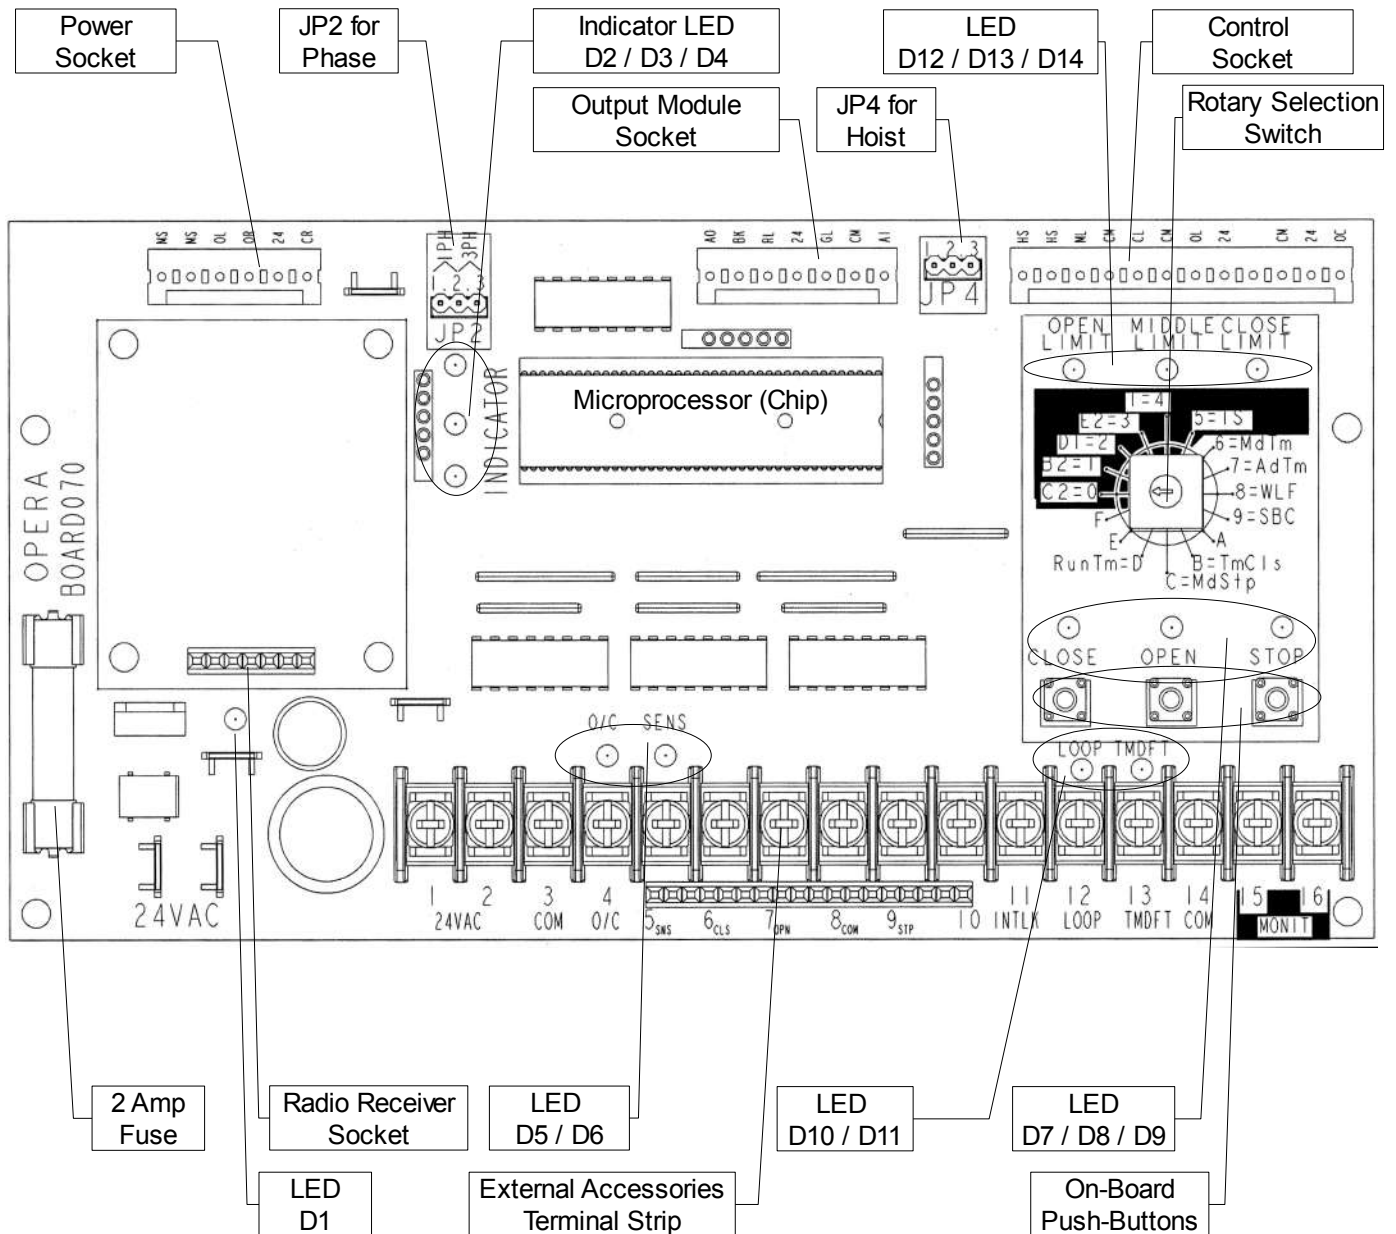 Power
Socket
JP2 for
Phase
Indicator LED
D2 / D3 / D4
LED
D12 / D13 / D14
Control
Socket
Output Module
Socket
JP4 for
Hoist
Rotary Selection
Switch
MS MS OL OR 24 CR
1PH
3PH
1.2.3
JP2
INDICATOR
AO BK RL 24 GL CM AI
1 2.3
JP4
HS HS ML CM CL CM OL 24 CM 24 OC
OPEN LIMIT
MIDDLE LIMIT
CLOSE LIMIT
Microprocessor (Chip)
1=4
E2=3
5=TS
D1=2
6=MdTm
B2=1
7=AdTm
C2=0
8=WLF
F
9=SBC
E
A
RunTm=D
B=TmCls
C=MdStp
OPERA
BOARD070
CLOSE OPEN STOP
O/C SENS
LOOP TMDFT
24VAC
1 2 3 4 5SNS 6CLS 7OPN 8COM 9STP 10 11 12 13 14 15 16
24VAC COM O/C INTLK LOOP TMDFT COM MONIT
2 Amp
Fuse
Radio Receiver
Socket
LED
D5 / D6
LED
D10 / D11
LED
D7 / D8 / D9
LED
D1
External Accessories
Terminal Strip
On-Board
Push-Buttons